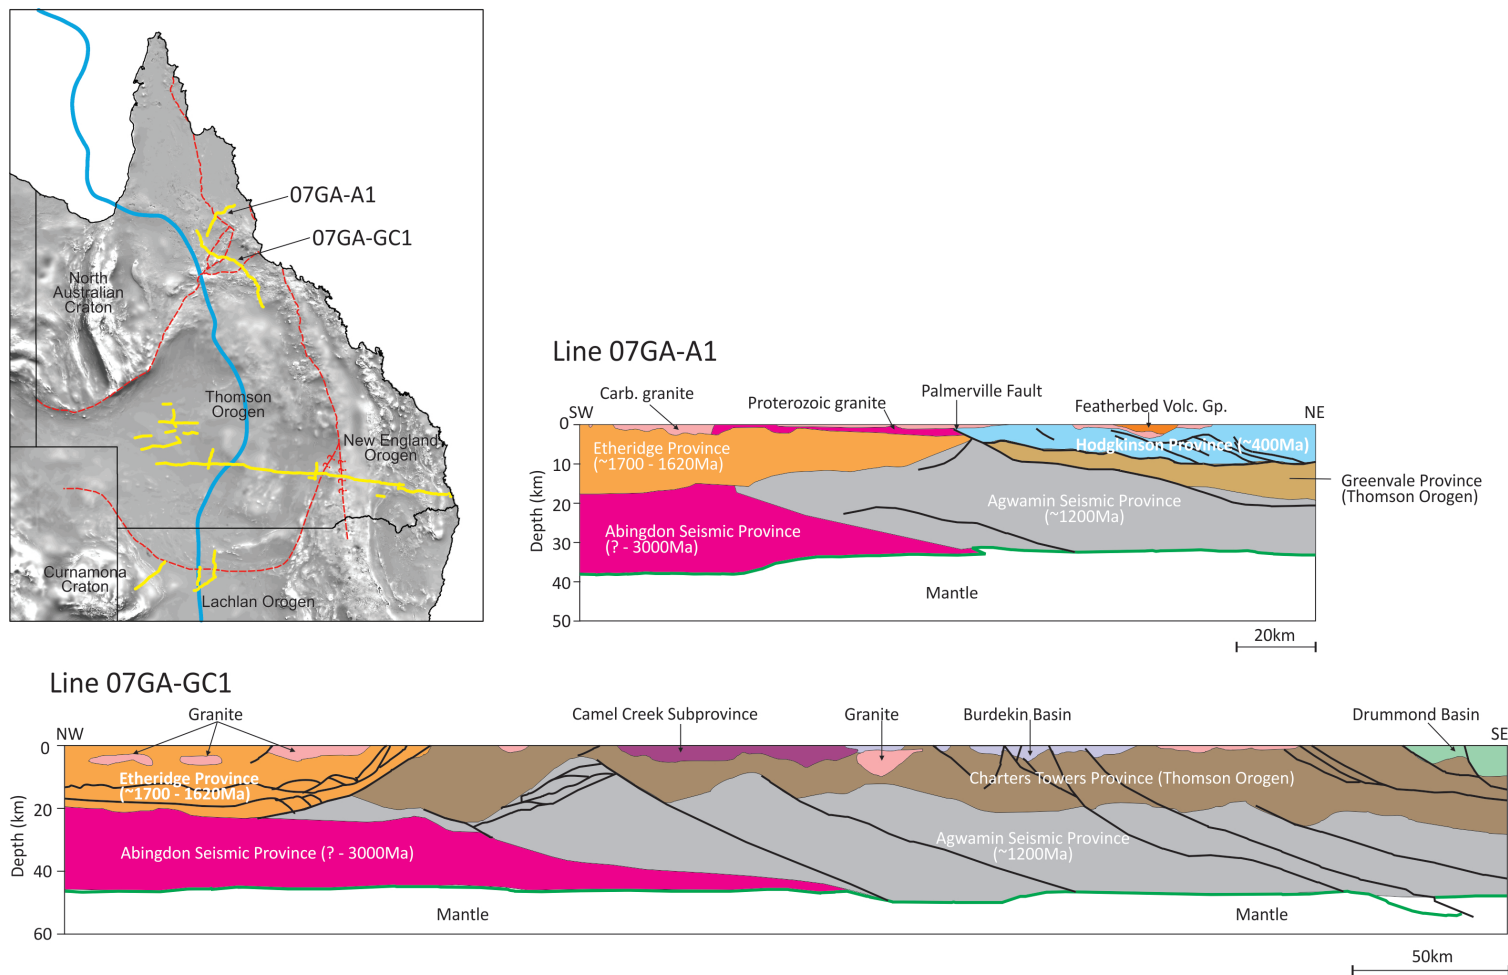 07GA-A1
07GA-GC1
North
Australian
Craton
Thomson
Orogen
New England
Orogen
Curnamona
Craton
Lachlan Orogen
Line 07GA-A1
Carb. granite
Proterozoic granite
Palmerville Fault
Featherbed Volc. Gp.
SW
NE
0
10
20
30
40
50
Depth (km)
Etheridge Province
(~1700 - 1620Ma)
Hodgkinson Province (~400Ma)
Greenvale Province
(Thomson Orogen)
Agwamin Seismic Province
(~1200Ma)
Abingdon Seismic Province
(? - 3000Ma)
Mantle
20km
Line 07GA-GC1
Granite
Camel Creek Subprovince
Granite
Burdekin Basin
Drummond Basin
NW
SE
0
20
40
60
Depth (km)
Etheridge Province
(~1700 - 1620Ma)
Charters Towers Province (Thomson Orogen)
Agwamin Seismic Province
(~1200Ma)
Abingdon Seismic Province (? - 3000Ma)
Mantle
Mantle
50km